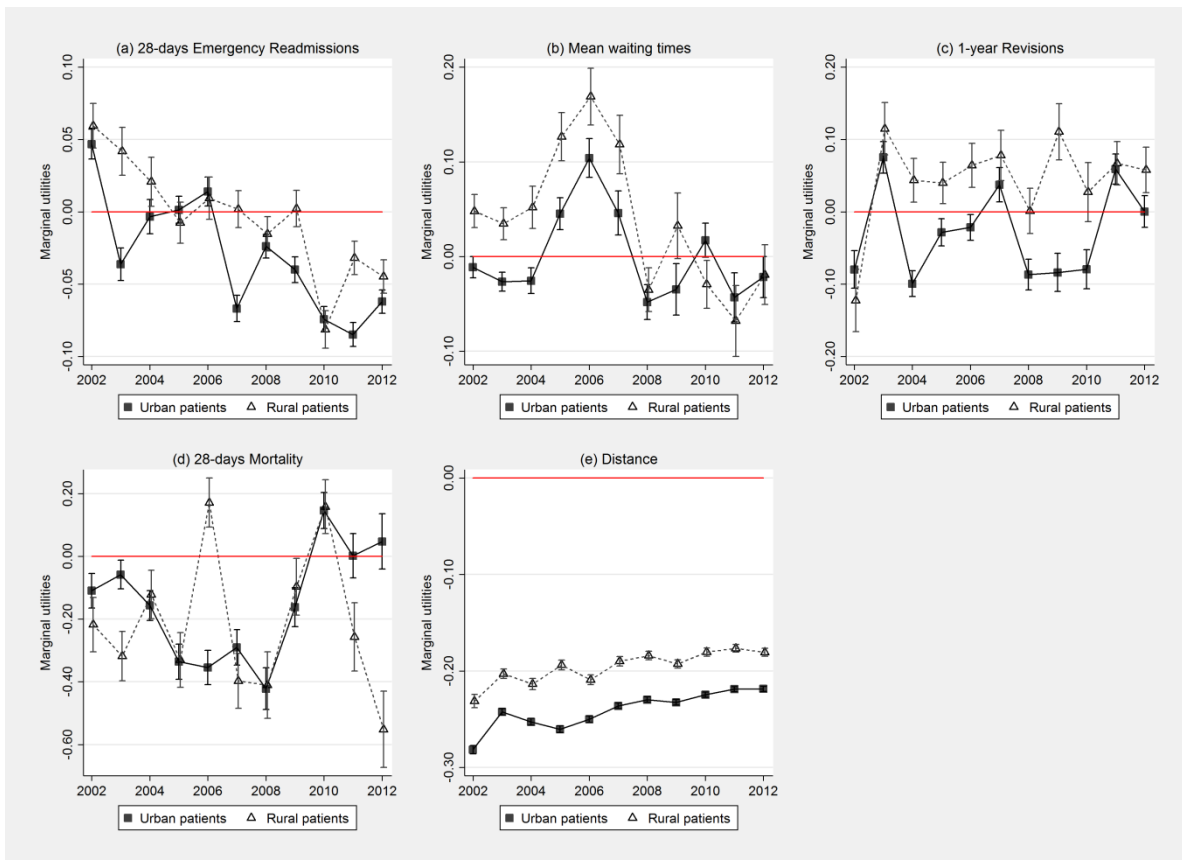 (a) 28-days Emergency Readmissions
Marginal utilities
0.10
0.05
0.00
-0.05
-0.10
2002 2004 2006 2008 2010 2012
Urban patients Rural patients
(b) Mean waiting times
Marginal utilities
0.20
0.10
0.00
-0.10
2002 2004 2006 2008 2010 2012
Urban patients Rural patients
(c) 1-year Revisions
Marginal utilities
0.20
0.10
0.00
-0.10
-0.20
2002 2004 2006 2008 2010 2012
Urban patients Rural patients
(d) 28-days Mortality
Marginal utilities
0.20
0.00
-0.20
-0.40
-0.60
2002 2004 2006 2008 2010 2012
Urban patients Rural patients
(e) Distance
Marginal utilities
0.00
-0.10
-0.20
-0.30
2002 2004 2006 2008 2010 2012
Urban patients Rural patients